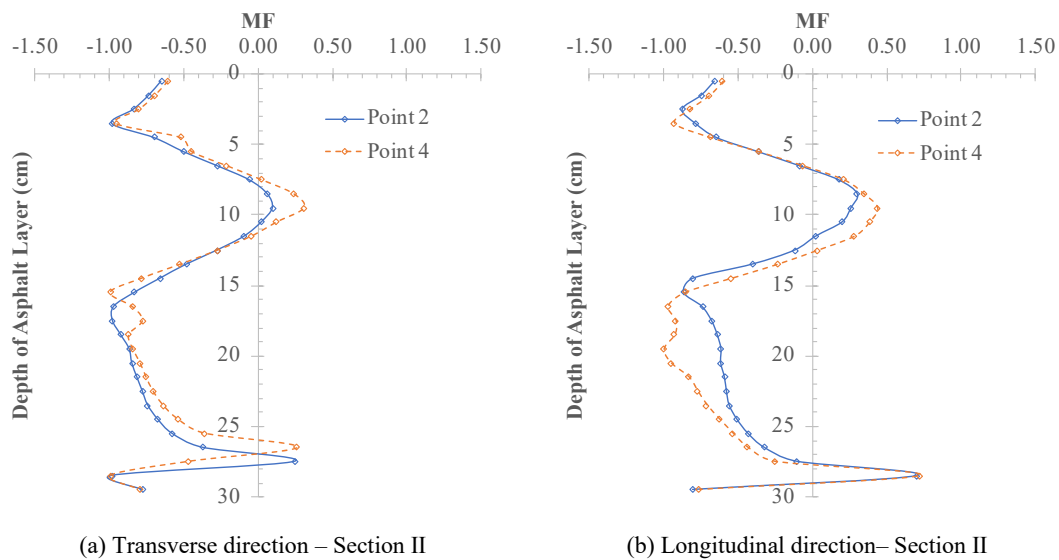 MF
-1.50 -1.00 -0.50 0.00 0.50 1.00 1.50
0
5
10
15
20
25
30
Depth of Asphalt Layer (cm)
Point 2
Point 4
(a) Transverse direction – Section II
MF
-1.50 -1.00 -0.50 0.00 0.50 1.00 1.50
0
5
10
15
20
25
30
Depth of Asphalt Layer (cm)
Point 2
Point 4
(b) Longitudinal direction– Section II